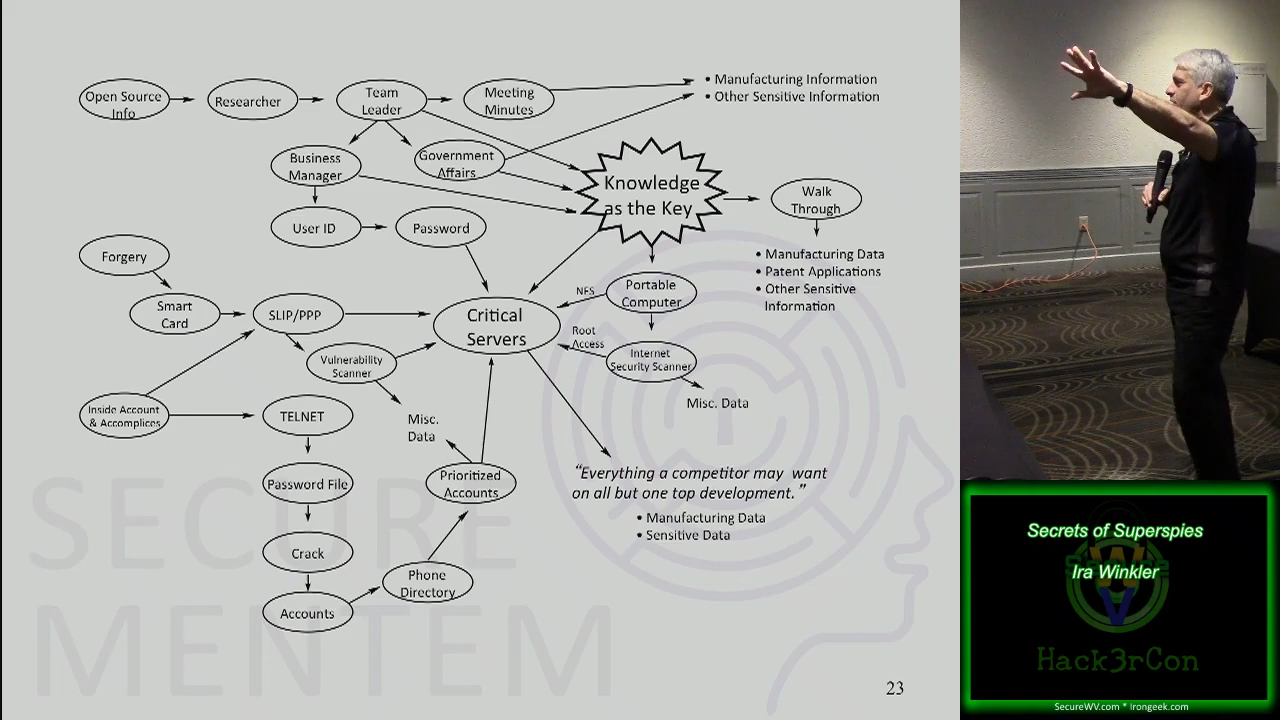 Open Source
Info
Researcher
Team
Leader
Meeting
Minutes
• Manufacturing Information
• Other Sensitive Information
Business
Manager
Government
Affairs
Knowledge
as the Key
Walk
Through
User ID
Password
• Manufacturing Data
• Patent Applications
• Other Sensitive
Information
Forgery
Smart
Card
SLIP/PPP
Critical
Servers
NFS
Portable
Computer
Root
Access
Internet
Security Scanner
Misc. Data
Vulnerability
Scanner
Inside Account
& Accomplices
TELNET
Misc.
Data
Password File
Prioritized
Accounts
“Everything a competitor may want
on all but one top development. ”
• Manufacturing Data
• Sensitive Data
Crack
Phone
Directory
Accounts
SECURE
MENTEM
23
Secrets of Superspies
Ira Winkler
W
V
Hack3rCon
SecureWV.com * Irongeek.com